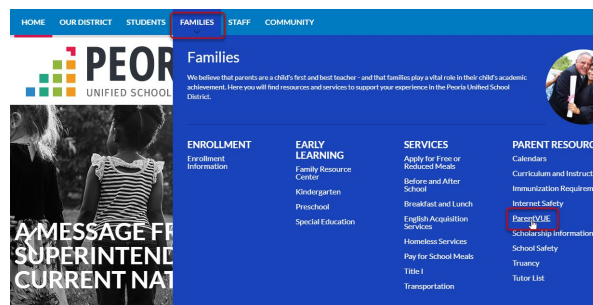 HOME OUR DISTRICT STUDENTS FAMILIES STAFF COMMUNITY
PEOR
UNIFIED SCHOOL
Families
We believe that parents are a child's first and best teacher - and that families play a vital role in their child's academic
achievement. Here you will find resources and services to support your experience in the Peoria Unified School
District.
ENROLLMENT
Enrollment
Information
EARLY
LEARNING
Family Resource
Center
Kindergarten
Preschool
Special Education
SERVICES
Apply for Free or
Reduced Meals
Before and After
School
Breakfast and Lunch
English Acquisition
Services
Homeless Services
Pay for School Meals
Title I
Transportation
PARENT RESOURC
Calendars
Curriculum and Instruct
Immunization Requirem
Internet Safety
ParentVUE
Scholarship Information
School Safety
Truancy
Tutor List
A MESSAGE FR
SUPERINTEND
CURRENT NAT